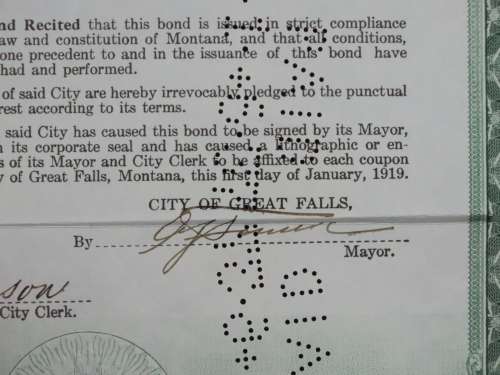 nd Recited that this bond is issued in strict compliance
aw and constitution of Montana, and that all conditions,
one precedent to and in the issuance of this bond have
had and performed.
of said City are hereby irrevocably pledged to the punctual
rest according to its terms.
said City has caused this bond to be signed by its Mayor,
n its corporate seal and has caused a lithographic or en-
s of its Mayor and City Clerk to be affixed to each coupon
y of Great Falls, Montana, this first day of January, 1919.
CITY OF GREAT FALLS,
By
Mayor.
son
City Clerk.